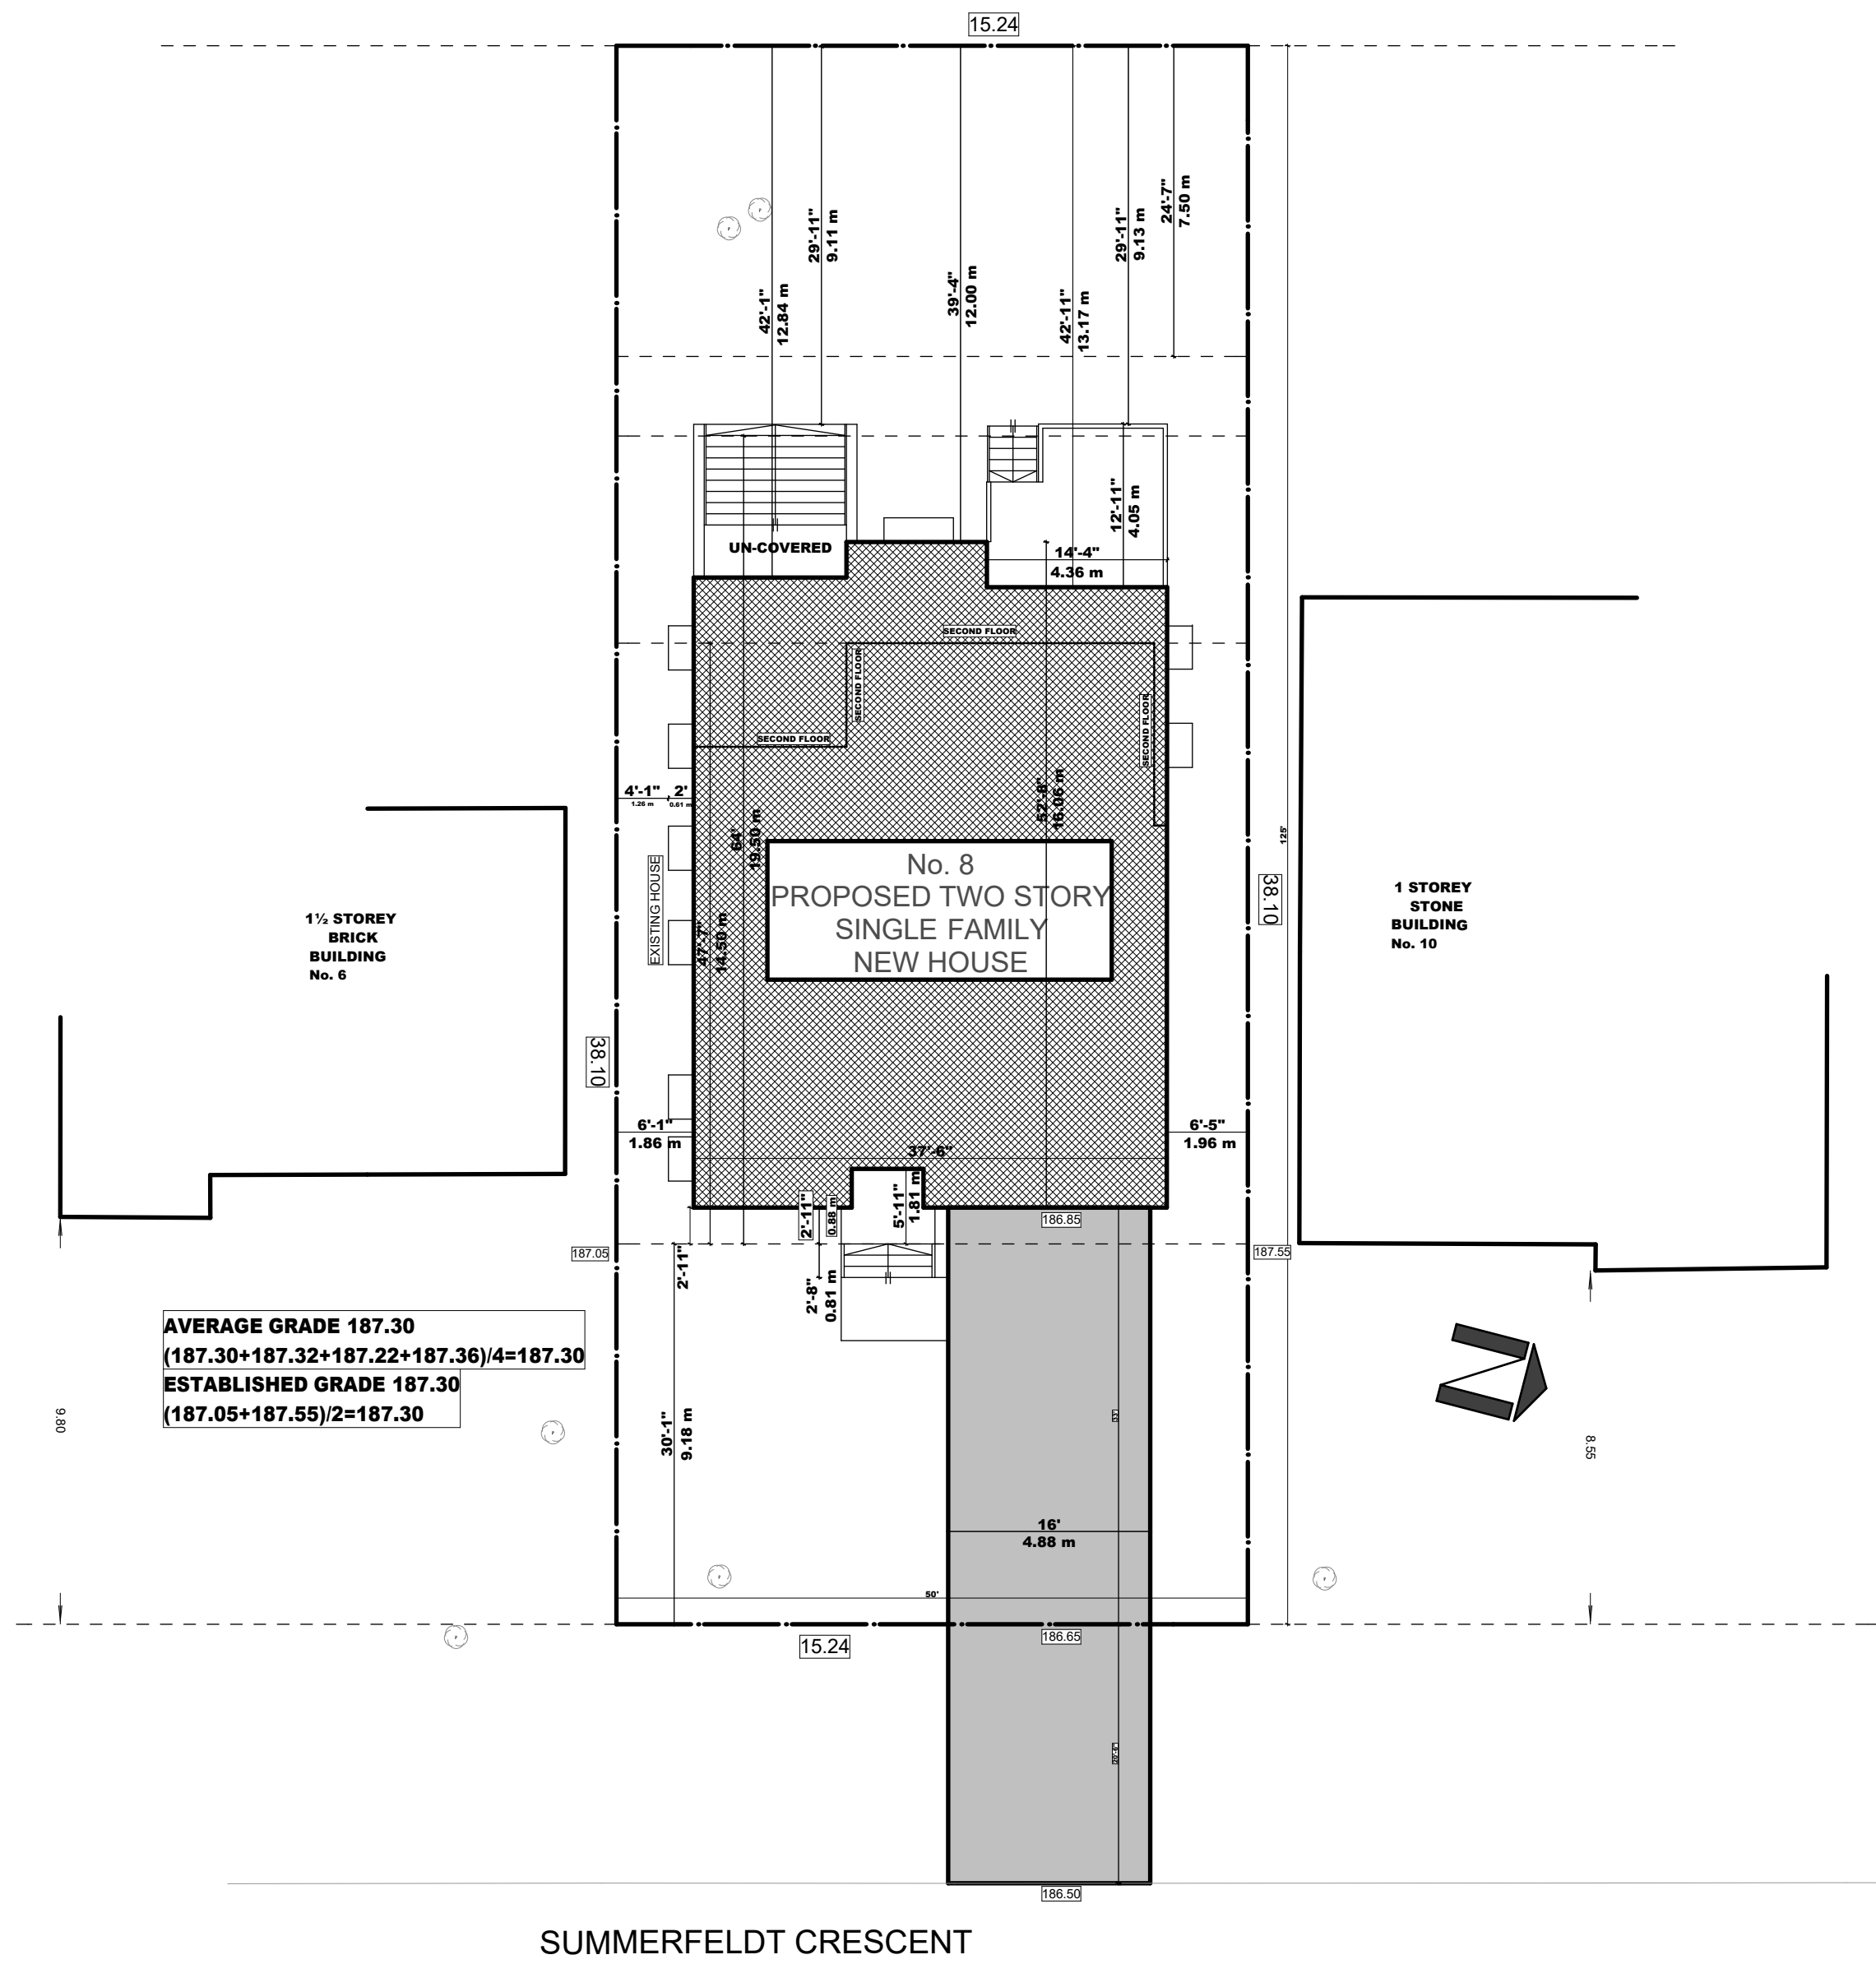 15.24
29'-11"
9.11 m
24'-7"
7.50 m
29'-11"
9.13 m
42'-1"
12.84 m
39'-4"
12.00 m
42'-11"
13.17 m
12'-11"
4.05 m
UN-COVERED
14'-4"
4.36 m
SECOND FLOOR
SECOND FLOOR
SECOND FLOOR
SECOND FLOOR
4'-1" 2'
1.26 m 0.61 m
64'
19.50 m
52'-8"
16.06 m
125'
No. 8
PROPOSED TWO STORY
SINGLE FAMILY
NEW HOUSE
EXISTING HOUSE
38.10
47'-7"
14.50 m
1½ STOREY
BRICK
BUILDING
No. 6
1 STOREY
STONE
BUILDING
No. 10
38.10
6'-1"
1.86 m
6'-5"
1.96 m
37'-6"
2'-11"
0.88 m
5'-11"
1.81 m
186.85
187.05
187.55
2'-11"
2'-8"
0.81 m
AVERAGE GRADE 187.30
(187.30+187.32+187.22+187.36)/4=187.30
ESTABLISHED GRADE 187.30
(187.05+187.55)/2=187.30
9.80
30'-1"
9.18 m
33'
8.55
16'
4.88 m
50'
15.24
186.65
20'-6"
186.50
SUMMERFELDT CRESCENT